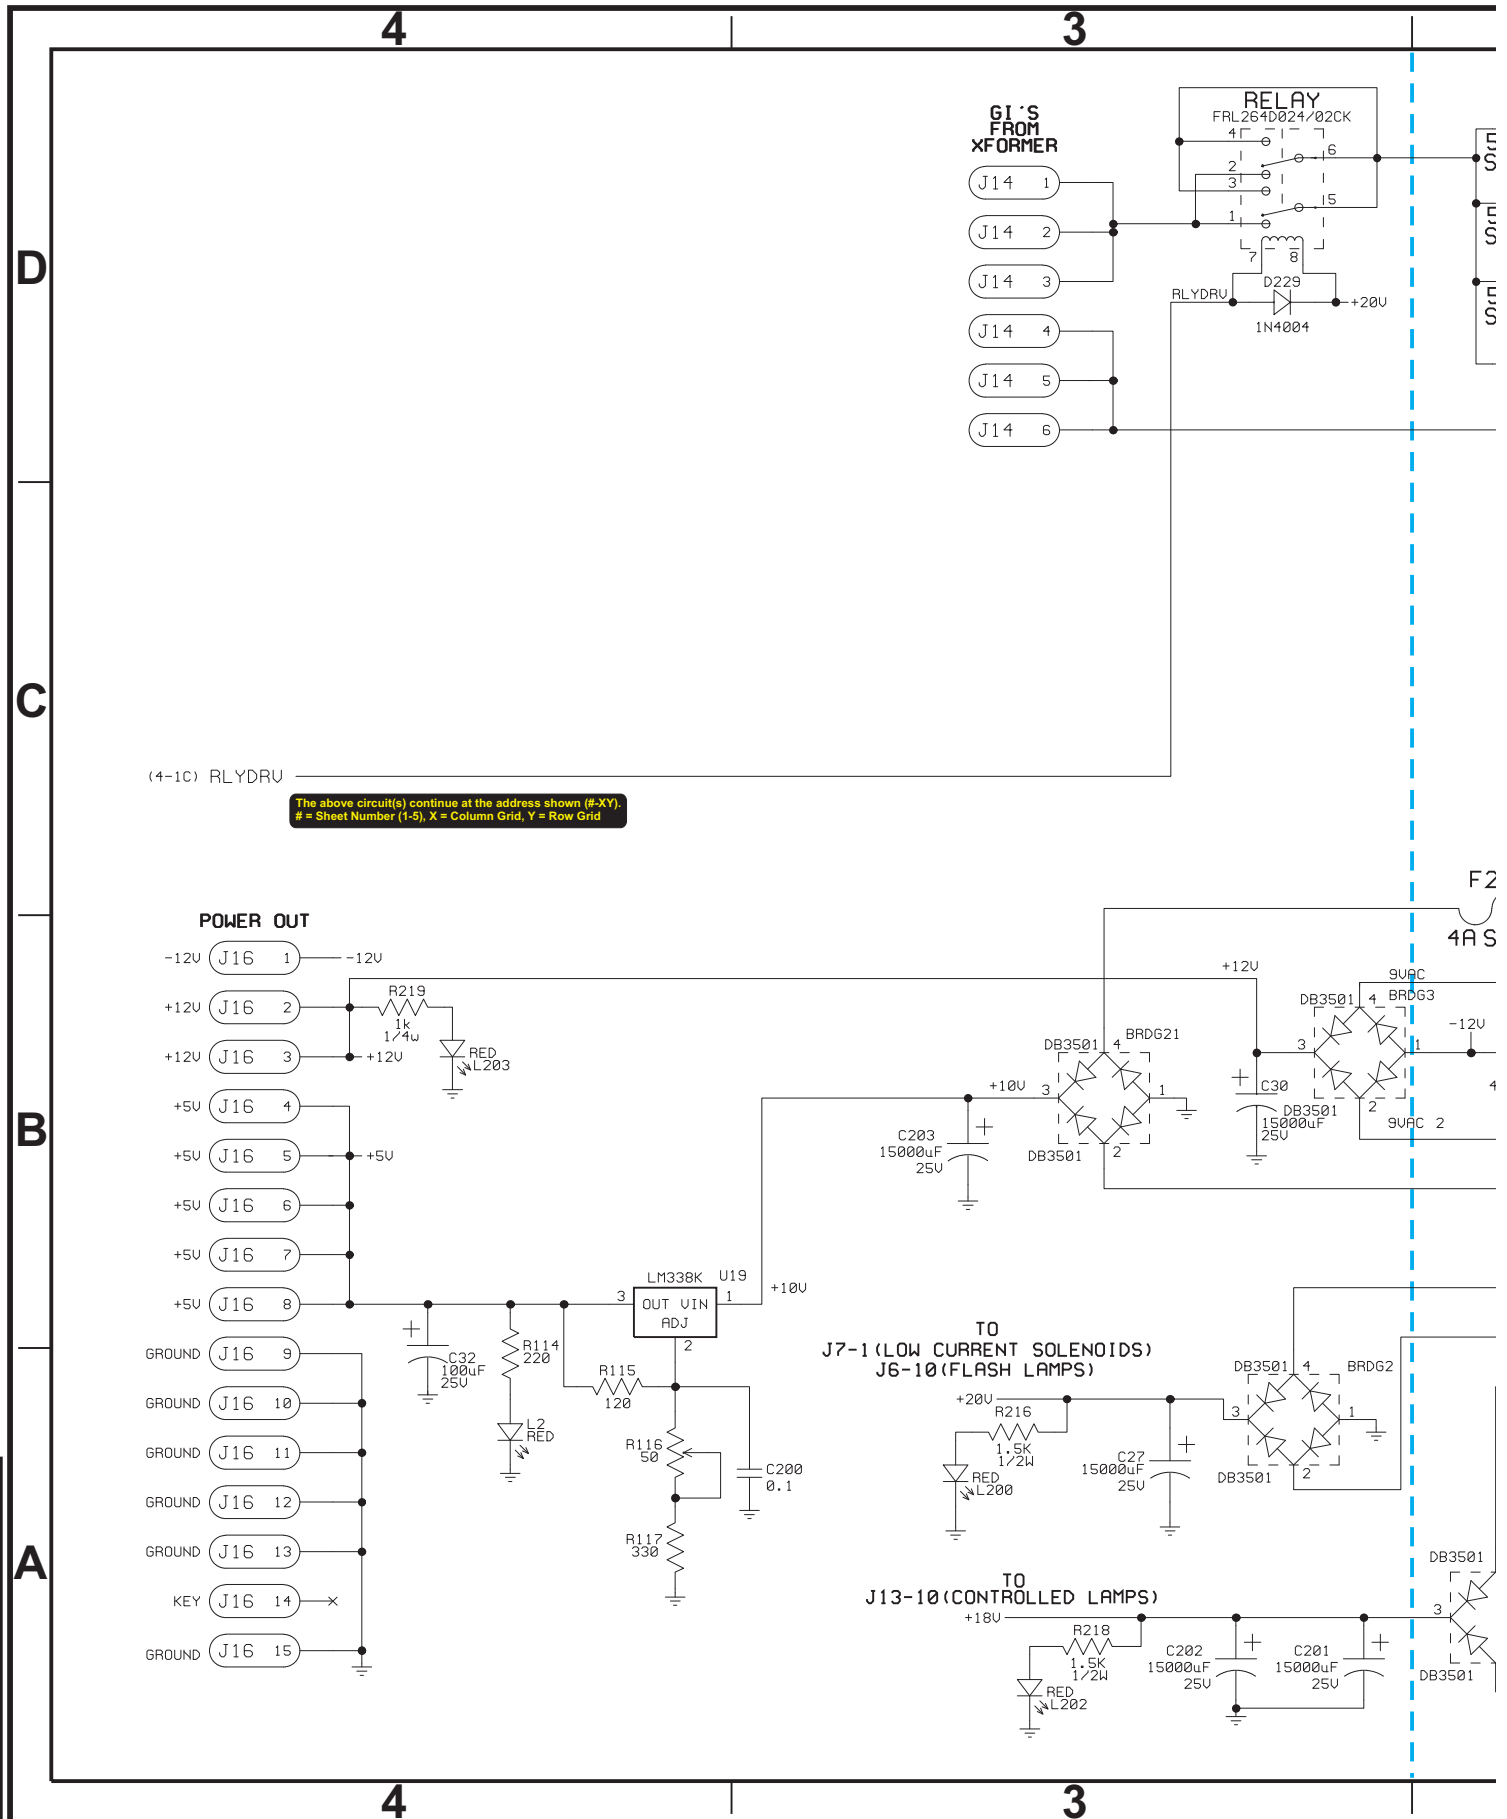 4
3
RELAY
FRL264D024/02CK
4
6
2
3
5
1
7
8
GI'S
FROM
XFORMER
J14 1
J14 2
J14 3
J14 4
J14 5
J14 6
D
RLYDRV
D229
+20V
1N4004
C
(4-1C) RLYDRV
The above circuit(s) continue at the address shown (#-XY).
# = Sheet Number (1-5), X = Column Grid, Y = Row Grid
POWER OUT
-12V J16 1 -12V
+12V J16 2
R219
1k
1/4w
+12V J16 3 +12V
RED
L203
+5V J16 4
+5V J16 5 +5V
+5V J16 6
+5V J16 7
+5V J16 8
GROUND J16 9
GROUND J16 10
GROUND J16 11
GROUND J16 12
GROUND J16 13
KEY J16 14
GROUND J16 15
B
A
4A
+12V
9VAC
DB3501
4
BRDG3
3
1
-12V
2
DB3501
9VAC 2
C30
15000uF
25V
BRDG21
DB3501
4
+10V
3
1
2
DB3501
C203
15000uF
25V
LM338K U19
3 OUT VIN 1
ADJ
2
+10V
C32
100uF
25V
R114
220
L2
RED
R115
120
R116
50
C200
0.1
R117
330
TO
J7-1(LOW CURRENT SOLENOIDS)
J6-10(FLASH LAMPS)
+20V
R216
1.5K
1/2W
RED
L200
C27
15000uF
25V
DB3501
4
BRDG2
3
1
2
DB3501
TO
J13-10(CONTROLLED LAMPS)
+18V
R218
1.5K
1/2W
RED
L202
C202
15000uF
25V
C201
15000uF
25V
DB3501
3
DB3501
4
3